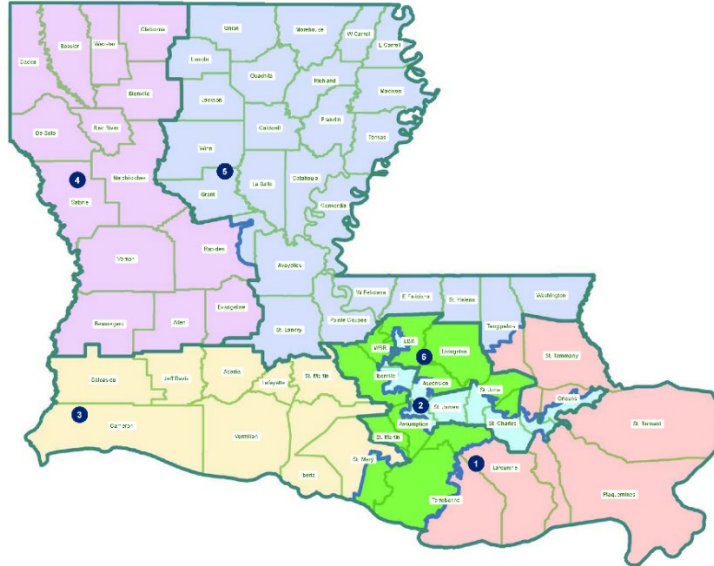 Caddo
Bossier
Webster
Claiborne
Union
Morehouse
W Carroll
E Carroll
Lincoln
Ouachita
Richland
Madison
Bienville
Jackson
De Soto
Red River
Caldwell
Franklin
Tensas
Winn
4
Natchitoches
5
Sabine
Grant
La Salle
Catahoula
Concordia
Vernon
Rapides
Avoyelles
W Feliciana
E Feliciana
St. Helena
Washington
Beauregard
Allen
Evangeline
St. Landry
Pointe Coupee
Tangipahoa
WBR
EBR
6
Livingston
St. Tammany
Calcasieu
Jeff Davis
Acadia
Lafayette
St. Martin
Iberville
Ascension
St. John
Orleans
2
St. James
3
Cameron
Vermilion
Assumption
St. Charles
St. Bernard
St. Martin
St. Mary
Iberia
1
Lafourche
Terrebonne
Plaquemines